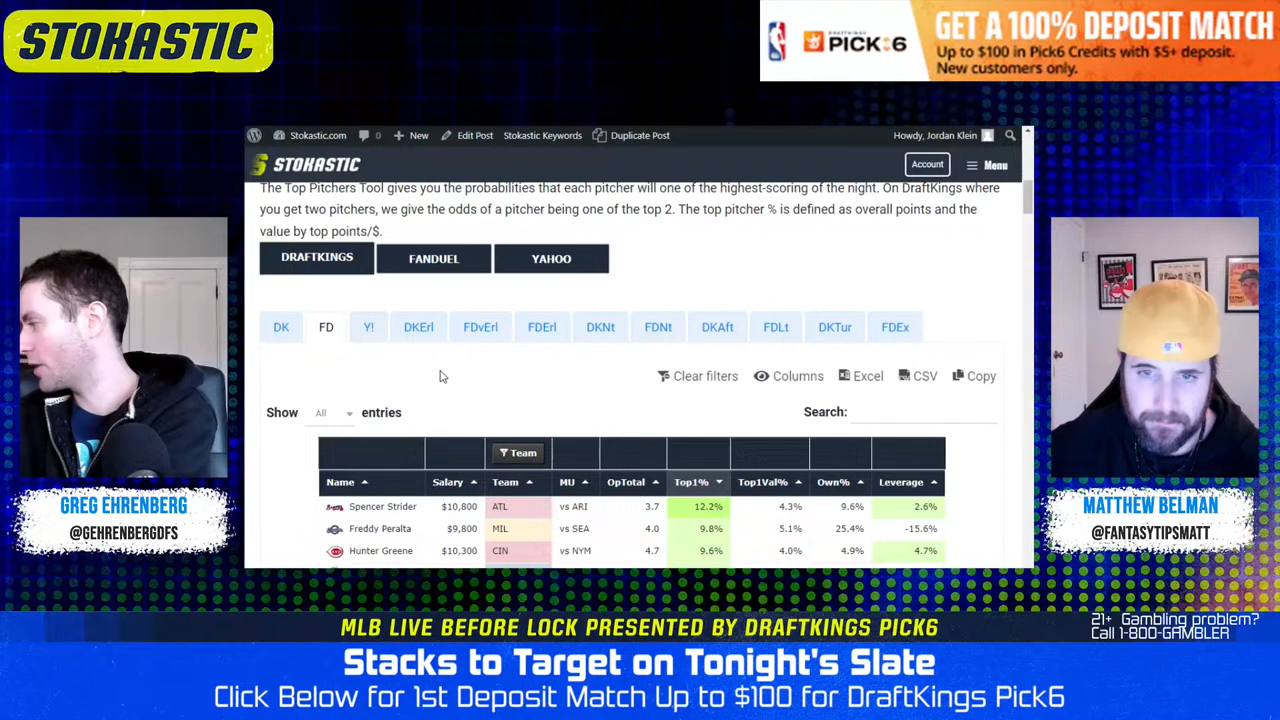 STOKASTIC
DRAFTKINGS
PICK6
GET A 100% DEPOSIT MATCH
Up to $100 in Pick6 Credits with $5+ deposit.
New customers only.
Stokastic.com 0 New Edit Post Stokastic Keywords Duplicate Post Howdy, Jordan Klein
STOKASTIC Account Menu
The Top Pitchers Tool gives you the probabilities that each pitcher will one of the highest-scoring of the night. On DraftKings where
you get two pitchers, we give the odds of a pitcher being one of the top 2. The top pitcher % is defined as overall points and the
value by top points/$.
DRAFTKINGS FANDUEL YAHOO
DK FD Y! DKErl FDvErl FDErl DKNt FDNt DKAft FDLt DKTur FDEx
Clear filters Columns Excel CSV Copy
Show All entries Search:
Team
Name Salary Team MU OpTotal Top1% Top1Val% Own% Leverage
Spencer Strider $10,800 ATL vs ARI 3.7 12.2% 4.3% 9.6% 2.6%
Freddy Peralta $9,800 MIL vs SEA 4.0 9.8% 5.1% 25.4% -15.6%
Hunter Greene $10,300 CIN vs NYM 4.7 9.6% 4.0% 4.9% 4.7%
GREG EHRENBERG
@GEHRENBERGDFS
MATTHEW BELMAN
@FANTASYTIPSMATT
MLB LIVE BEFORE LOCK PRESENTED BY DRAFTKINGS PICK6
21+ Gambling problem?
Call 1-800-GAMBLER
Stacks to Target on Tonight's Slate
Click Below for 1st Deposit Match Up to $100 for DraftKings Pick6